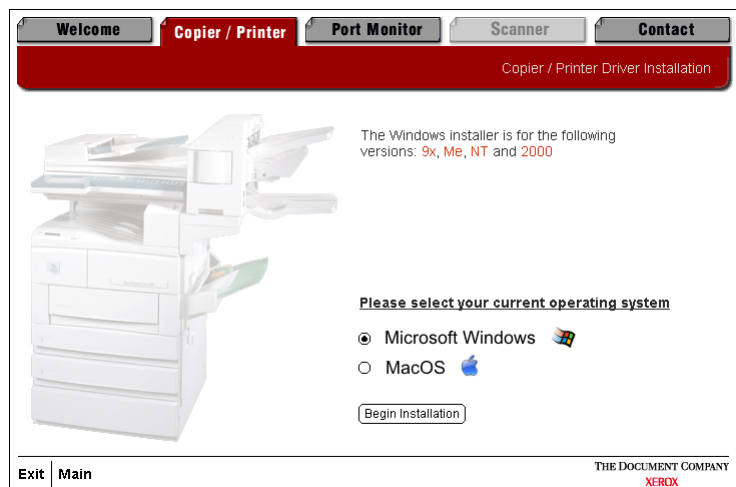 Welcome
Copier / Printer
Port Monitor
Scanner
Contact
Copier / Printer Driver Installation
The Windows installer is for the following
versions: 9x, Me, NT and 2000
Please select your current operating system
Microsoft Windows
MacOS
Begin Installation
Exit | Main
THE DOCUMENT COMPANY
XEROX